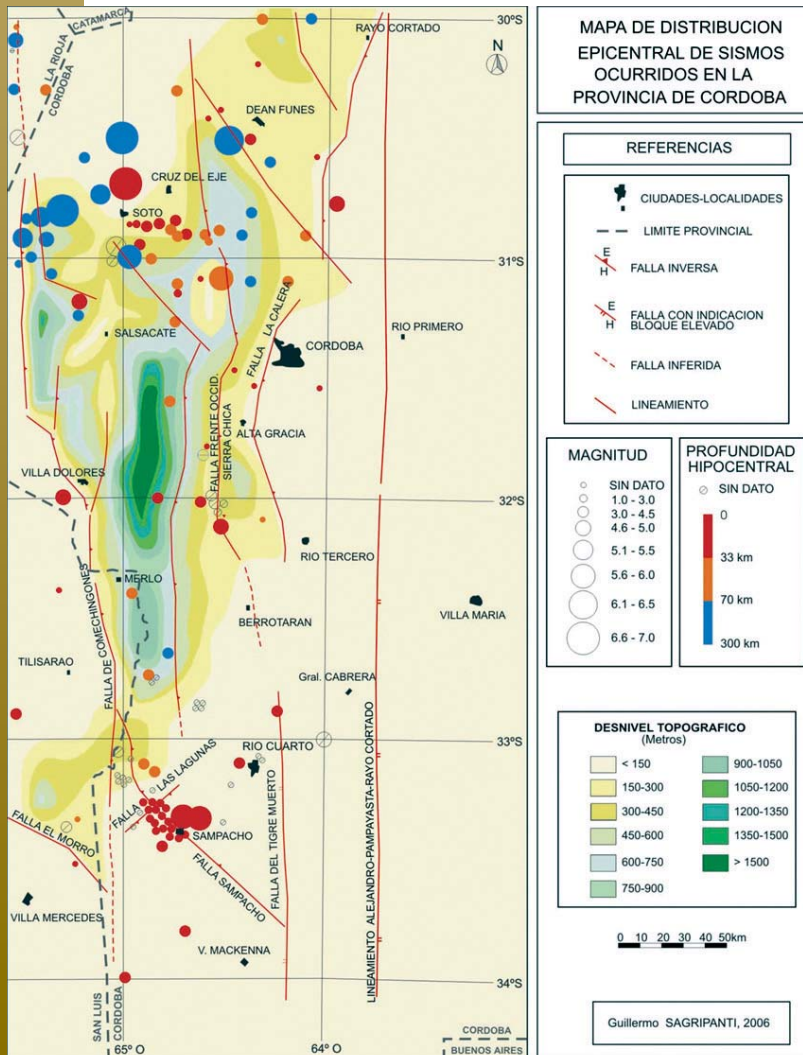 CATAMARCA
LA RIOJA
CORDOBA
30°S
RAYO CORTADO
N
DEAN FUNES
CRUZ DEL EJE
SOTO
31°S
SALSACATE
FALLA LA CALERA
CORDOBA
RIO PRIMERO
FALLA FRENTE OCCID.
SIERRA CHICA
ALTA GRACIA
VILLA DOLORES
32°S
RIO TERCERO
MERLO
BERROTARAN
VILLA MARIA
FALLA DE COMECHINGONES
TILISARAO
Gral. CABRERA
33°S
RIO CUARTO
FALLA LAS LAGUNAS
FALLA DEL TIGRE MUERTO
LINEAMIENTO ALEJANDRO-PAMPAYASTA-RAYO CORTADO
FALLA EL MORRO
SAMPACHO
FALLA SAMPACHO
VILLA MERCEDES
V. MACKENNA
34°S
SAN LUIS
CORDOBA
65º O
64º O
CORDOBA
BUENOS AIRES
MAPA DE DISTRIBUCION
EPICENTRAL DE SISMOS
OCURRIDOS EN LA
PROVINCIA DE CORDOBA
REFERENCIAS
CIUDADES-LOCALIDADES
LIMITE PROVINCIAL
E
H
FALLA INVERSA
E
H
FALLA CON INDICACION
BLOQUE ELEVADO
FALLA INFERIDA
LINEAMIENTO
MAGNITUD
SIN DATO
1.0 - 3.0
3.0 - 4.5
4.6 - 5.0
5.1 - 5.5
5.6 - 6.0
6.1 - 6.5
6.6 - 7.0
PROFUNDIDAD
HIPOCENTRAL
SIN DATO
0
33 km
70 km
300 km
DESNIVEL TOPOGRAFICO
(Metros)
< 150
150-300
300-450
450-600
600-750
750-900
900-1050
1050-1200
1200-1350
1350-1500
> 1500
0 10 20 30 40 50km
Guillermo SAGRIPANTI, 2006